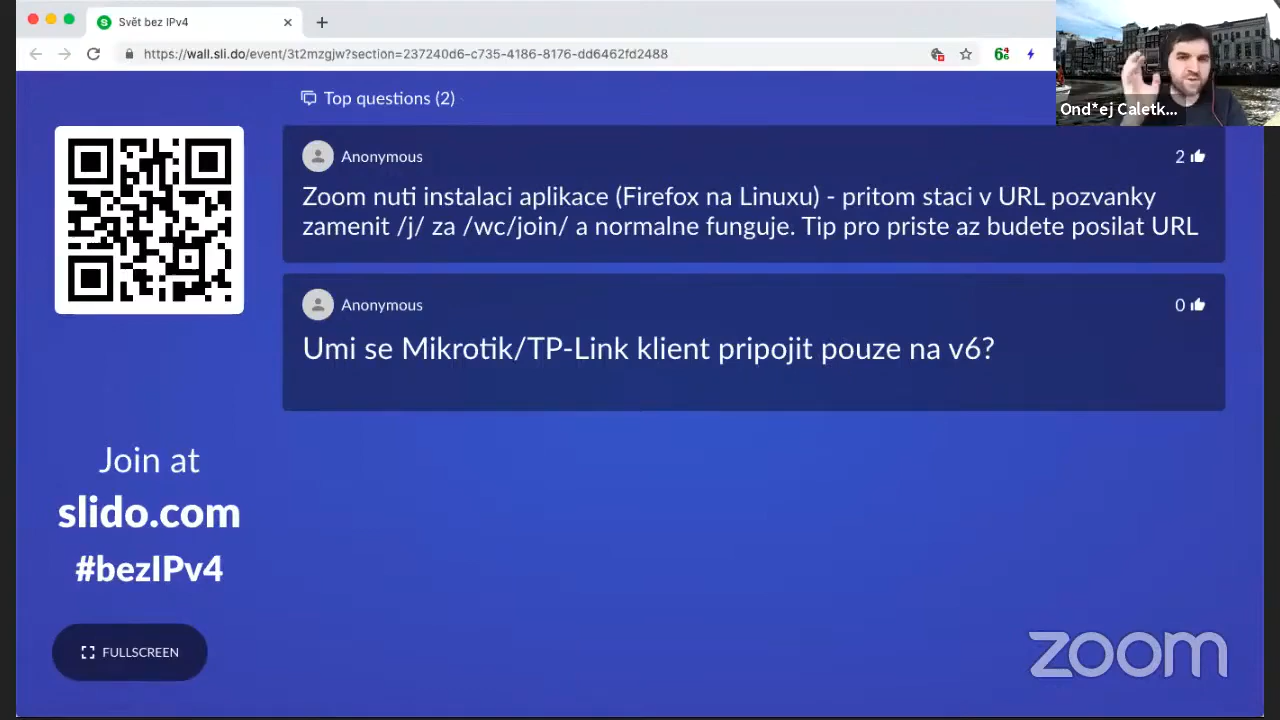 Svět bez IPv4
https://wall.sli.do/event/3t2mzgjw?section=237240d6-c735-4186-8176-dd6462fd2488
Ond*ej Caletk...
Top questions (2)
Anonymous
2
Zoom nuti instalaci aplikace (Firefox na Linuxu) - pritom staci v URL pozvanky
zamenit /j/ za /wc/join/ a normalne funguje. Tip pro priste az budete posilat URL
Anonymous
0
Umi se Mikrotik/TP-Link klient pripojit pouze na v6?
Join at
slido.com
#bezIPv4
FULLSCREEN
zoom